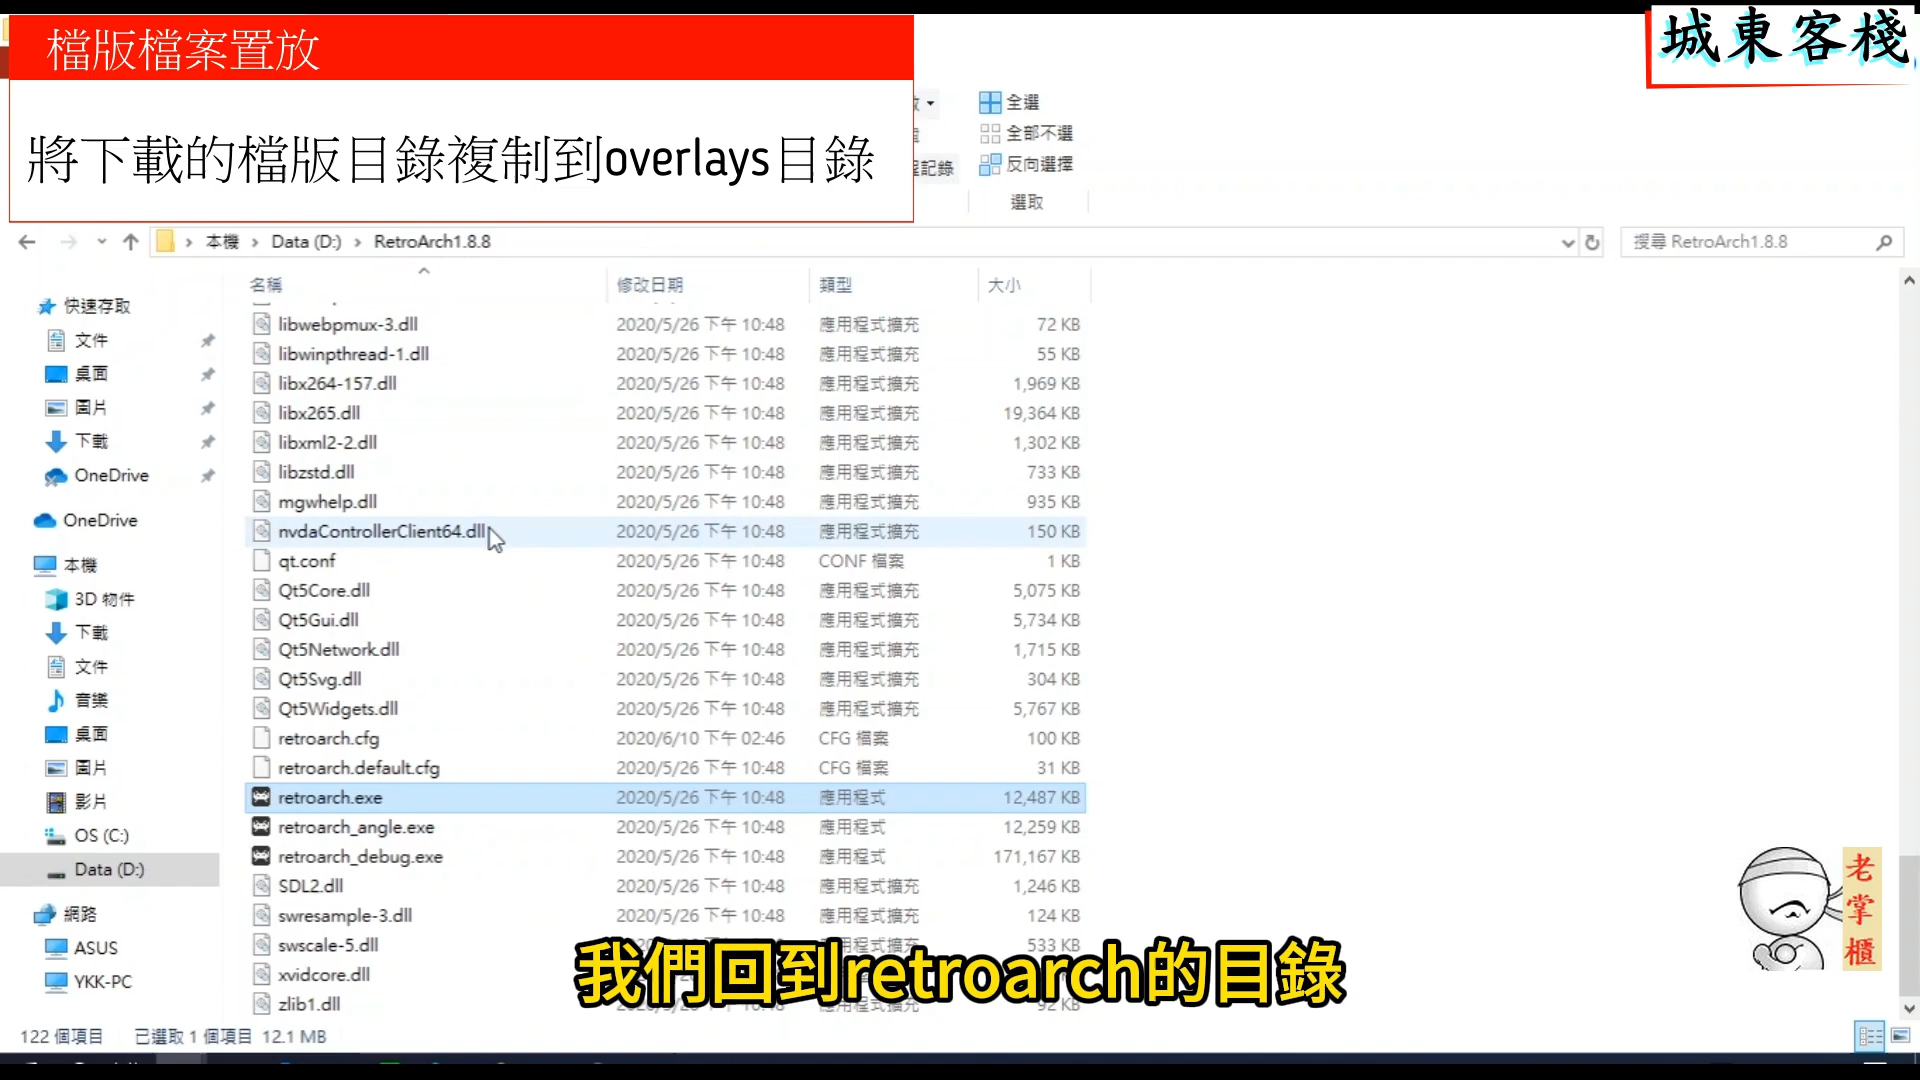 檔版檔案置放
城東客棧
將下載的檔版目錄複制到overlays目錄
全選
全部不選
記錄
反向選擇
選取
本機 > Data (D:) > RetroArch1.8.8
搜尋 RetroArch1.8.8
名稱 修改日期 類型 大小
快速存取
文件
桌面
圖片
下載
OneDrive
OneDrive
本機
3D 物件
下載
文件
音樂
桌面
圖片
影片
OS (C:)
Data (D:)
網路
ASUS
YKK-PC
libwebpmux-3.dll 2020/5/26 下午 10:48 應用程式擴充 72 KB
libwinpthread-1.dll 2020/5/26 下午 10:48 應用程式擴充 55 KB
libx264-157.dll 2020/5/26 下午 10:48 應用程式擴充 1,969 KB
libx265.dll 2020/5/26 下午 10:48 應用程式擴充 19,364 KB
libxml2-2.dll 2020/5/26 下午 10:48 應用程式擴充 1,302 KB
libzstd.dll 2020/5/26 下午 10:48 應用程式擴充 733 KB
mgwhelp.dll 2020/5/26 下午 10:48 應用程式擴充 935 KB
nvdaControllerClient64.dll 2020/5/26 下午 10:48 應用程式擴充 150 KB
qt.conf 2020/5/26 下午 10:48 CONF 檔案 1 KB
Qt5Core.dll 2020/5/26 下午 10:48 應用程式擴充 5,075 KB
Qt5Gui.dll 2020/5/26 下午 10:48 應用程式擴充 5,734 KB
Qt5Network.dll 2020/5/26 下午 10:48 應用程式擴充 1,715 KB
Qt5Svg.dll 2020/5/26 下午 10:48 應用程式擴充 304 KB
Qt5Widgets.dll 2020/5/26 下午 10:48 應用程式擴充 5,767 KB
retroarch.cfg 2020/6/10 下午 02:46 CFG 檔案 100 KB
retroarch.default.cfg 2020/5/26 下午 10:48 CFG 檔案 31 KB
retroarch.exe 2020/5/26 下午 10:48 應用程式 12,487 KB
retroarch_angle.exe 2020/5/26 下午 10:48 應用程式 12,259 KB
retroarch_debug.exe 2020/5/26 下午 10:48 應用程式 171,167 KB
SDL2.dll 2020/5/26 下午 10:48 應用程式擴充 1,246 KB
swresample-3.dll 2020/5/26 下午 10:48 應用程式擴充 124 KB
swscale-5.dll 533 KB
xvidcore.dll
zlib1.dll 92 KB
老掌櫃
我們回到retroarch的目錄
122 個項目 已選取 1 個項目 12.1 MB